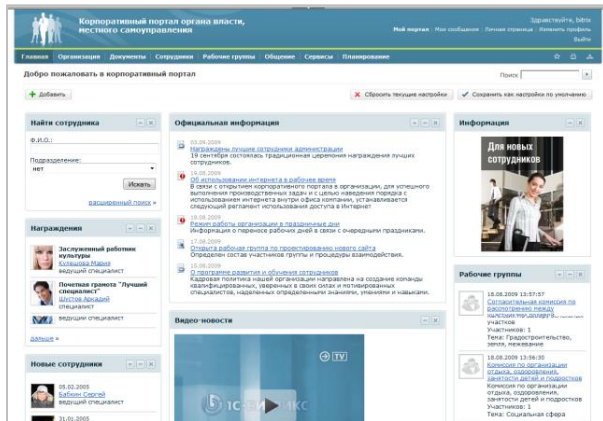 Корпоративный портал органа власти,
местного самоуправления
Здравствуйте, bitrix
Мой портал Мои сообщения Личная страница Изменить профиль
Выйти
Главная Организация Документы Сотрудники Рабочие группы Общение Сервисы Планирование
Добро пожаловать в корпоративный портал
Поиск
Добавить
Сбросить текущие настройки
Сохранить как настройки по умолчанию
Найти сотрудника
Ф.И.О.:
Подразделение:
нет
Искать
расширенный поиск »
Награждения
Заслуженный работник
культуры
Кулешова Мария
ведущий специалист
Почетная грамота "Лучший
специалист"
Шустов Аркадий
специалист
ведущий специалист
дальше »
Новые сотрудники
05.02.2005
Бабкин Сергей
ведущий специалист
31.01.2005
Официальная информация
03.09.2009
Награждены лучшие сотрудники администрации
19 сентября состоялась традиционная церемония награждения лучших
сотрудников.
19.08.2009
Об использовании интернета в рабочее время
В связи с открытием корпоративного портала в организации, для успешного
выполнения производственных задач и с целью наведения порядка с
использованием интернета внутри офиса компании, устанавливается
следующий регламент использования доступа в Интернет
18.08.2009
Режим работы организации в праздничные дни
Информация о переносе рабочих дней в связи с очередными праздниками.
17.08.2009
Открыта рабочая группа по проектированию нового сайта
Определен состав участников группы и процедуры взаимодействия.
15.08.2009
О программе развития и обучения сотрудников
Кадровая политика нашей организации направлена на создание команды
квалифицированных, уверенных в своих силах и мотивированных
специалистов, наделенных определенными знаниями, умениями и навыками.
Видео-новости
TV
1С-БИТРИКС
Информация
Для новых
сотрудников
Рабочие группы
18.08.2009 13:57:57
Согласительная комиссия по
рассмотрению между
участков
Участников: 1
Тема: Градостроительство,
земля, межевание
18.08.2009 13:56:30
Комиссия по организации
отдыха, оздоровления,
занятости детей и подростков
Комиссия по организации
отдыха, оздоровления,
занятости детей и подростков
Участников: 1
Тема: Социальная сфера